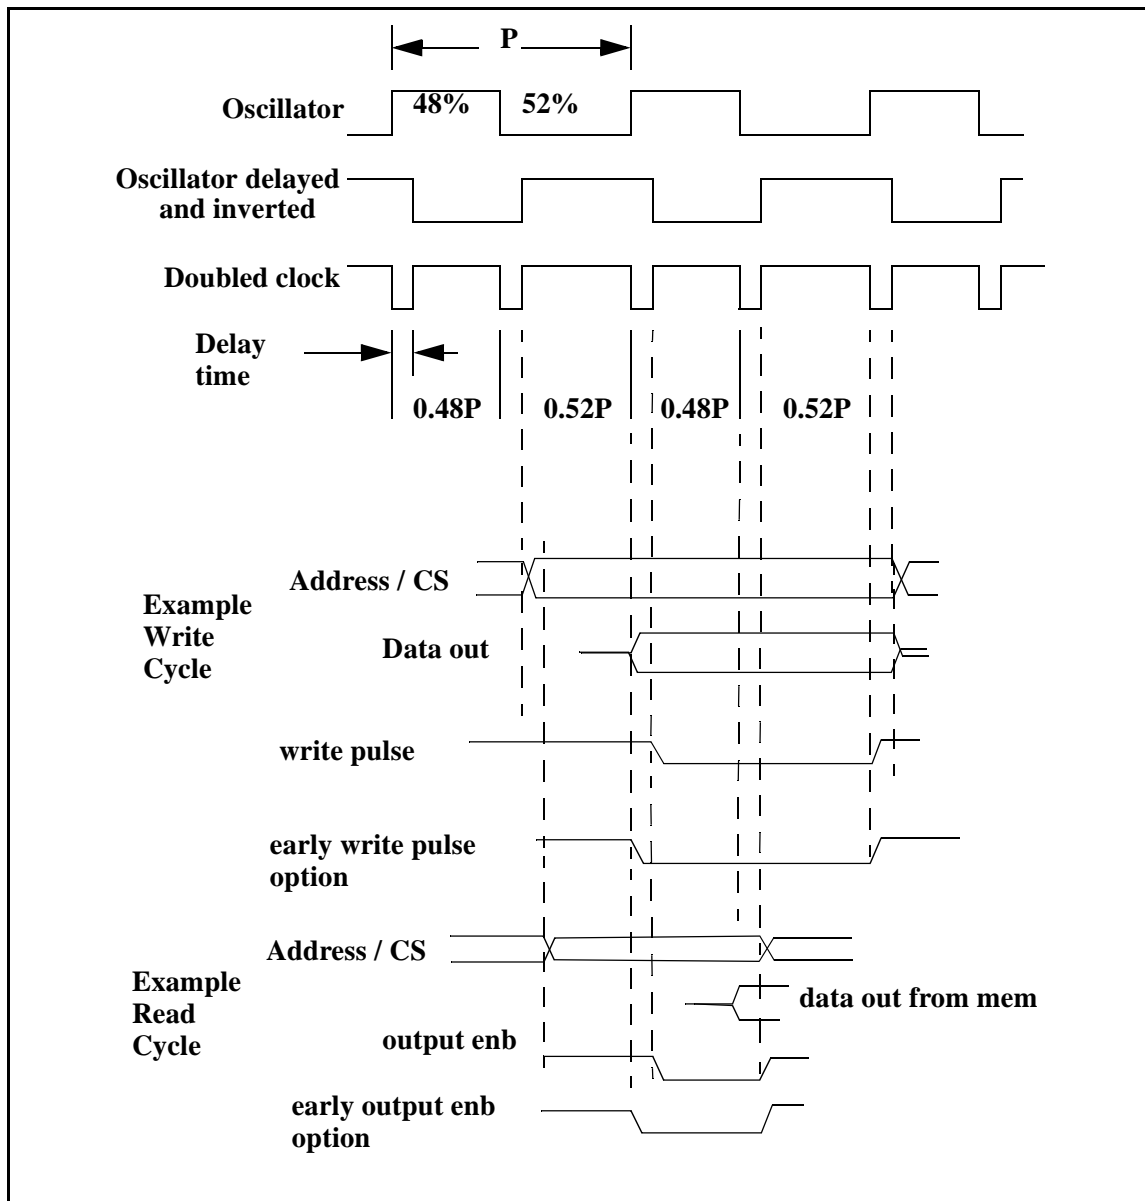 P
48% 52%
Oscillator
Oscillator delayed
and inverted
Doubled clock
Delay
time
0.48P 0.52P 0.48P 0.52P
Address / CS
Example
Write
Cycle
Data out
write pulse
early write pulse
option
Address / CS
Example
Read
Cycle
data out from mem
output enb
early output enb
option